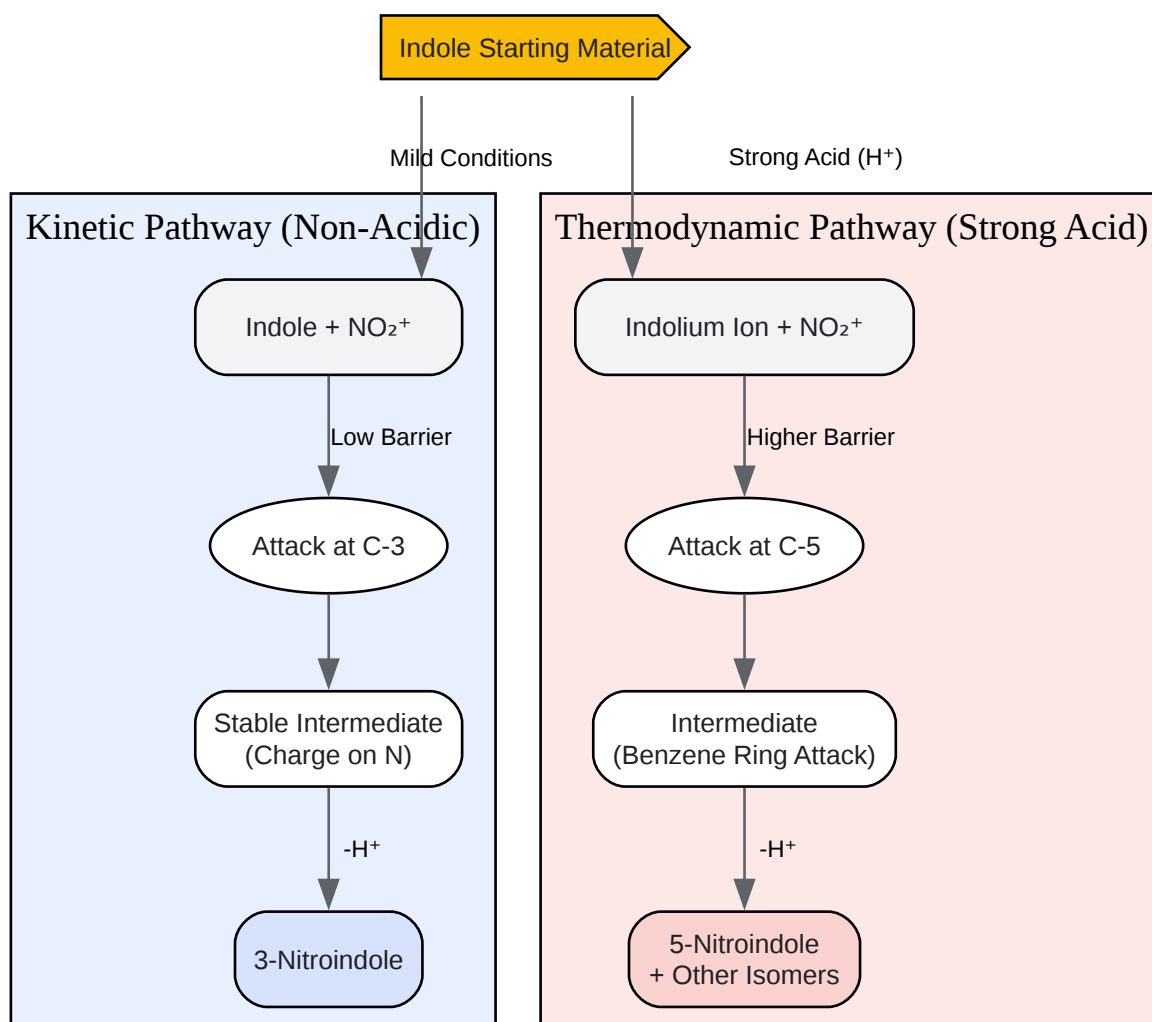 Indole Starting Material
Mild Conditions
Strong Acid (H⁺)
Kinetic Pathway (Non-Acidic)
Indole + NO₂⁺
Low Barrier
Attack at C-3
Stable Intermediate
(Charge on N)
-H⁺
3-Nitroindole
Thermodynamic Pathway (Strong Acid)
Indolium Ion + NO₂⁺
Higher Barrier
Attack at C-5
Intermediate
(Benzene Ring Attack)
-H⁺
5-Nitroindole
+ Other Isomers